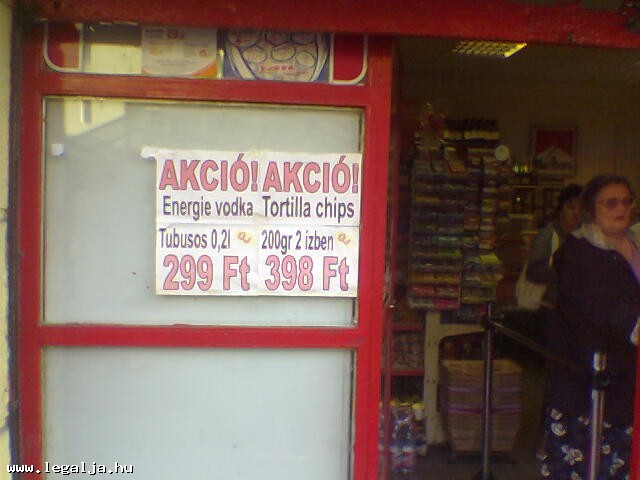 AKCIÓ! AKCIÓ!
Energie vodka Tortilla chips
Tubusos 0,2l 200gr 2 ízben
299 Ft 398 Ft
www.legalja.hu